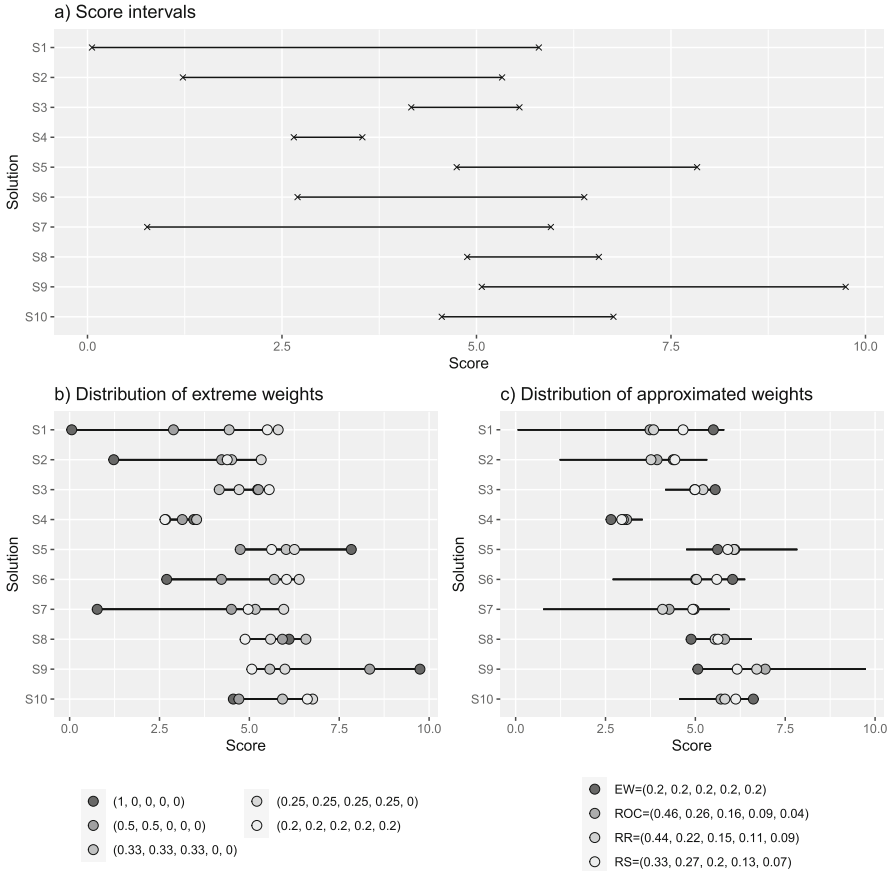 a) Score intervals
S1
S2
S3
S4
S5
S6
S7
S8
S9
S10
Solution
0.0 2.5 5.0 7.5 10.0
Score
b) Distribution of extreme weights
S1
S2
S3
S4
S5
S6
S7
S8
S9
S10
Solution
0.0 2.5 5.0 7.5 10.0
Score
(1, 0, 0, 0, 0)
(0.5, 0.5, 0, 0, 0)
(0.33, 0.33, 0.33, 0, 0)
(0.25, 0.25, 0.25, 0.25, 0)
(0.2, 0.2, 0.2, 0.2, 0.2)
c) Distribution of approximated weights
S1
S2
S3
S4
S5
S6
S7
S8
S9
S10
Solution
0.0 2.5 5.0 7.5 10.0
Score
EW=(0.2, 0.2, 0.2, 0.2, 0.2)
ROC=(0.46, 0.26, 0.16, 0.09, 0.04)
RR=(0.44, 0.22, 0.15, 0.11, 0.09)
RS=(0.33, 0.27, 0.2, 0.13, 0.07)